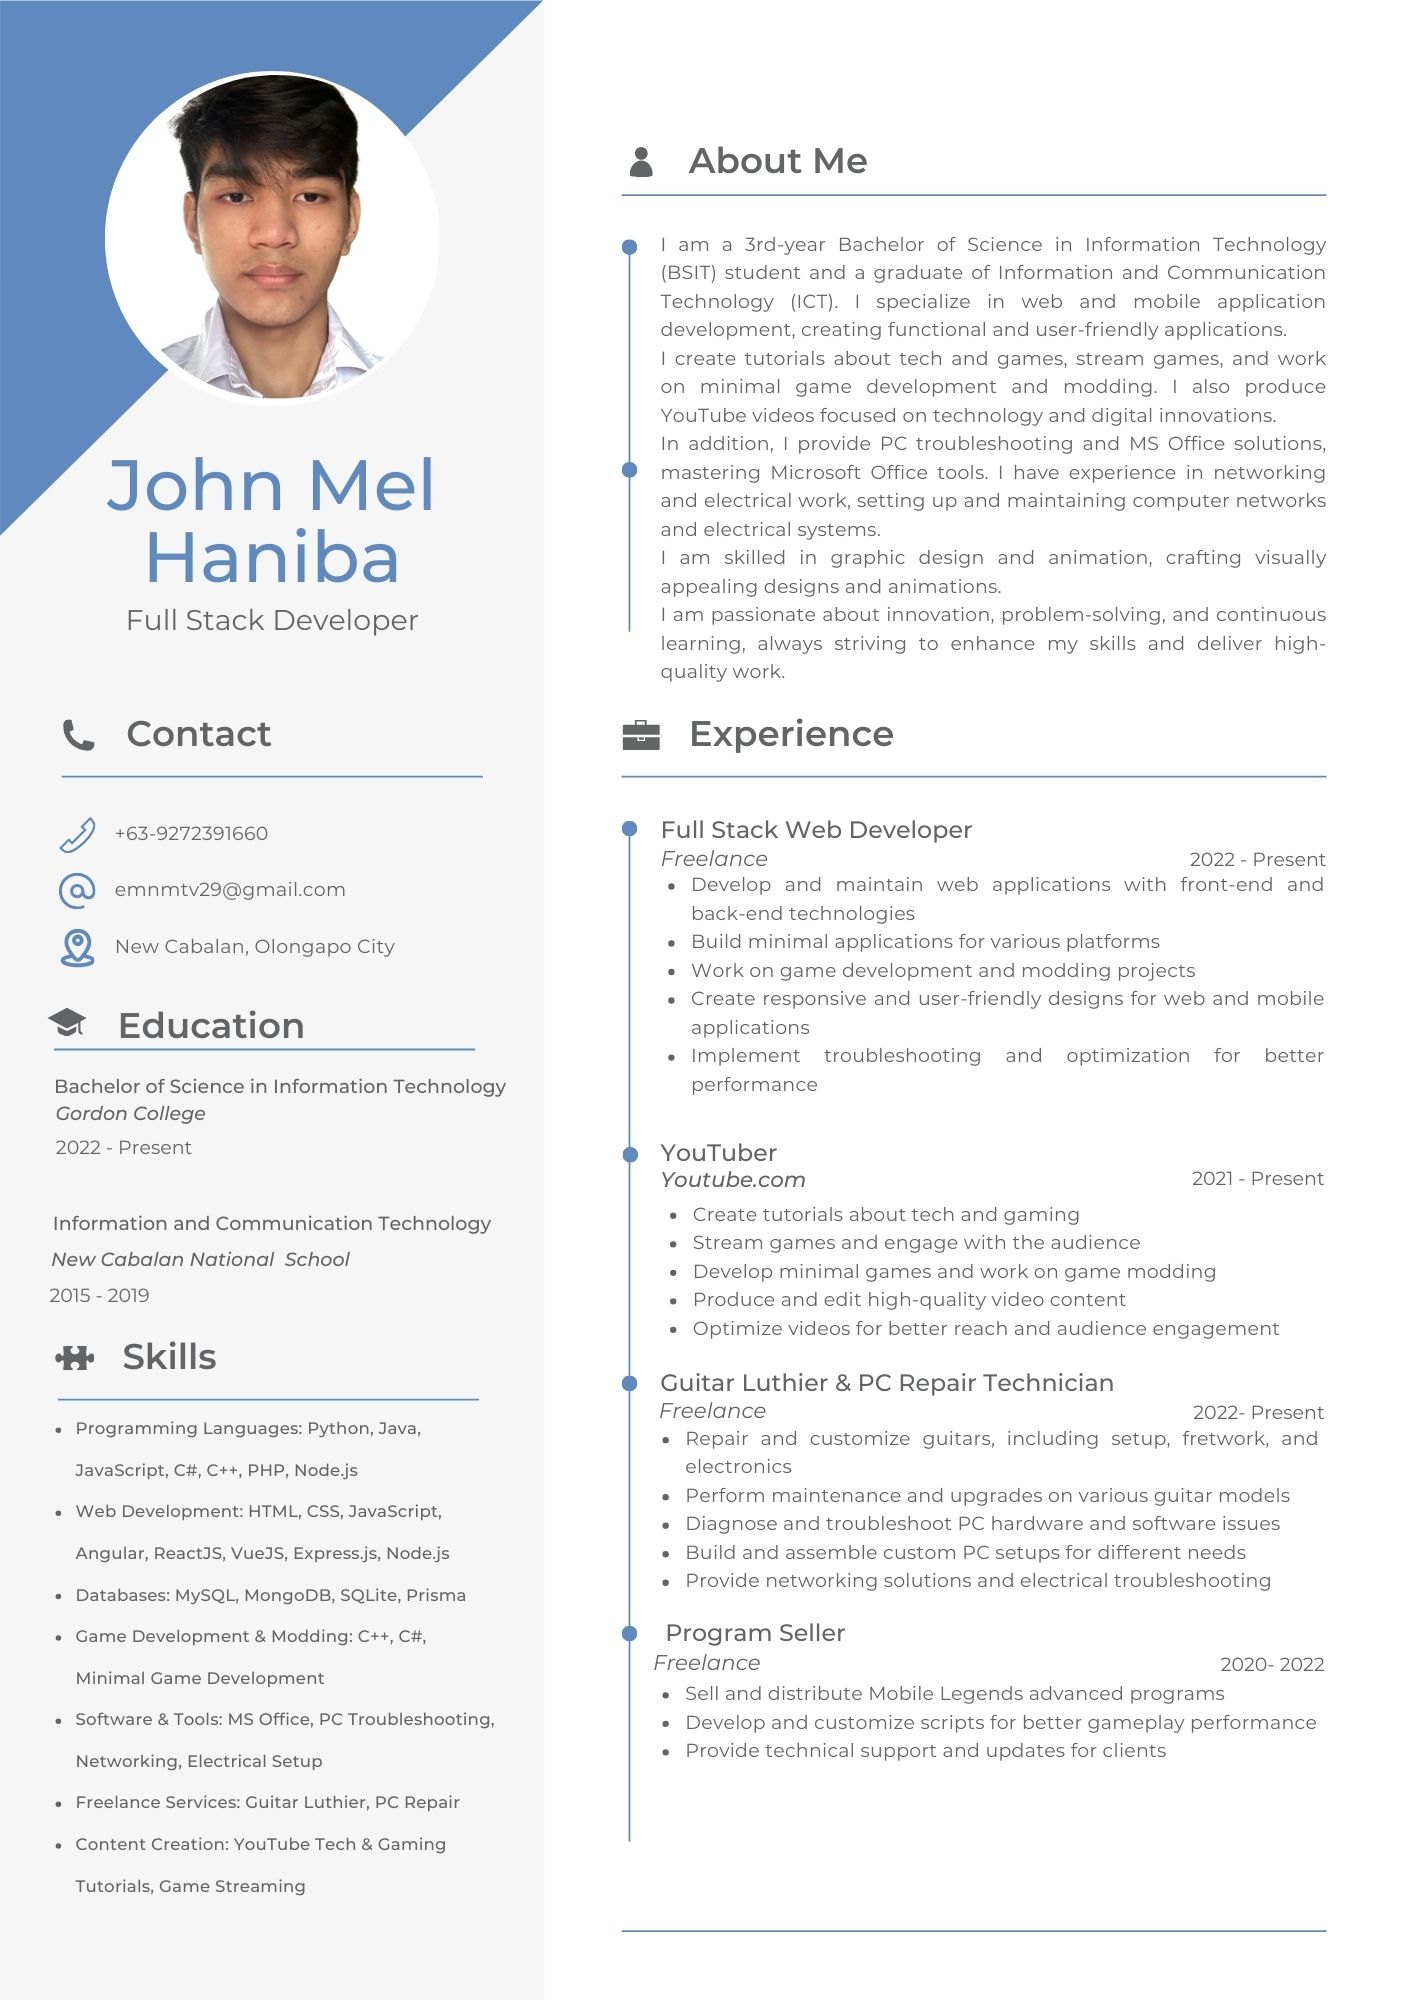 John Mel
Haniba
Full Stack Developer
Contact
+63-9272391660
emnmtv29@gmail.com
New Cabalan, Olongapo City
Education
Bachelor of Science in Information Technology
Gordon College
2022 - Present
Information and Communication Technology
New Cabalan National  School
2015 - 2019
Skills
• Programming Languages: Python, Java,
JavaScript, C#, C++, PHP, Node.js
• Web Development: HTML, CSS, JavaScript,
Angular, ReactJS, VueJS, Express.js, Node.js
• Databases: MySQL, MongoDB, SQLite, Prisma
• Game Development & Modding: C++, C#,
Minimal Game Development
• Software & Tools: MS Office, PC Troubleshooting,
Networking, Electrical Setup
• Freelance Services: Guitar Luthier, PC Repair
• Content Creation: YouTube Tech & Gaming
Tutorials, Game Streaming
About Me
I am a 3rd-year Bachelor of Science in Information Technology
(BSIT) student and a graduate of Information and Communication
Technology (ICT). I specialize in web and mobile application
development, creating functional and user-friendly applications.
I create tutorials about tech and games, stream games, and work
on minimal game development and modding. I also produce
YouTube videos focused on technology and digital innovations.
In addition, I provide PC troubleshooting and MS Office solutions,
mastering Microsoft Office tools. I have experience in networking
and electrical work, setting up and maintaining computer networks
and electrical systems.
I am skilled in graphic design and animation, crafting visually
appealing designs and animations.
I am passionate about innovation, problem-solving, and continuous
learning, always striving to enhance my skills and deliver high-
quality work.
Experience
Full Stack Web Developer
Freelance 2022 - Present
• Develop and maintain web applications with front-end and
back-end technologies
• Build minimal applications for various platforms
• Work on game development and modding projects
• Create responsive and user-friendly designs for web and mobile
applications
• Implement troubleshooting and optimization for better
performance
YouTuber
Youtube.com 2021 - Present
• Create tutorials about tech and gaming
• Stream games and engage with the audience
• Develop minimal games and work on game modding
• Produce and edit high-quality video content
• Optimize videos for better reach and audience engagement
Guitar Luthier & PC Repair Technician
Freelance 2022- Present
• Repair and customize guitars, including setup, fretwork, and
electronics
• Perform maintenance and upgrades on various guitar models
• Diagnose and troubleshoot PC hardware and software issues
• Build and assemble custom PC setups for different needs
• Provide networking solutions and electrical troubleshooting
Program Seller
Freelance 2020- 2022
• Sell and distribute Mobile Legends advanced programs
• Develop and customize scripts for better gameplay performance
• Provide technical support and updates for clients